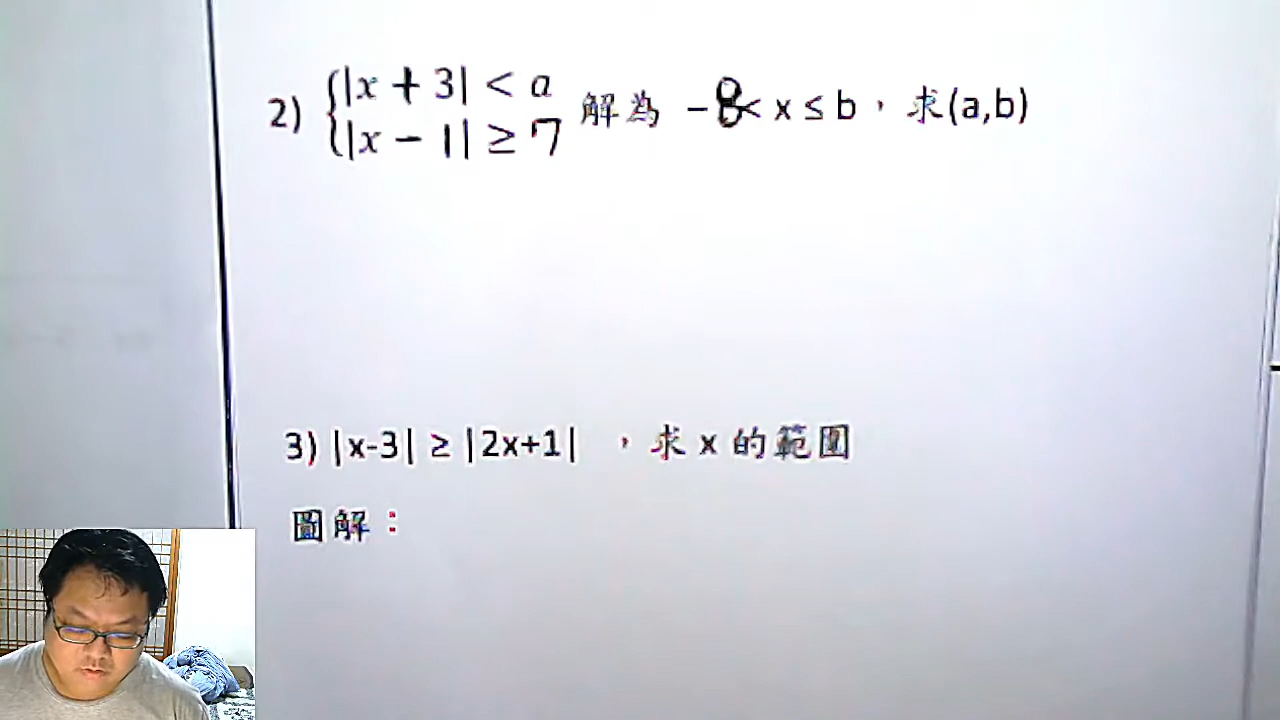 2) { |x + 3| < a
|x − 1| ≥ 7 解為 −8< x ≤ b，求(a,b)
3) |x-3| ≥ |2x+1| ，求 x 的範圍
圖解：